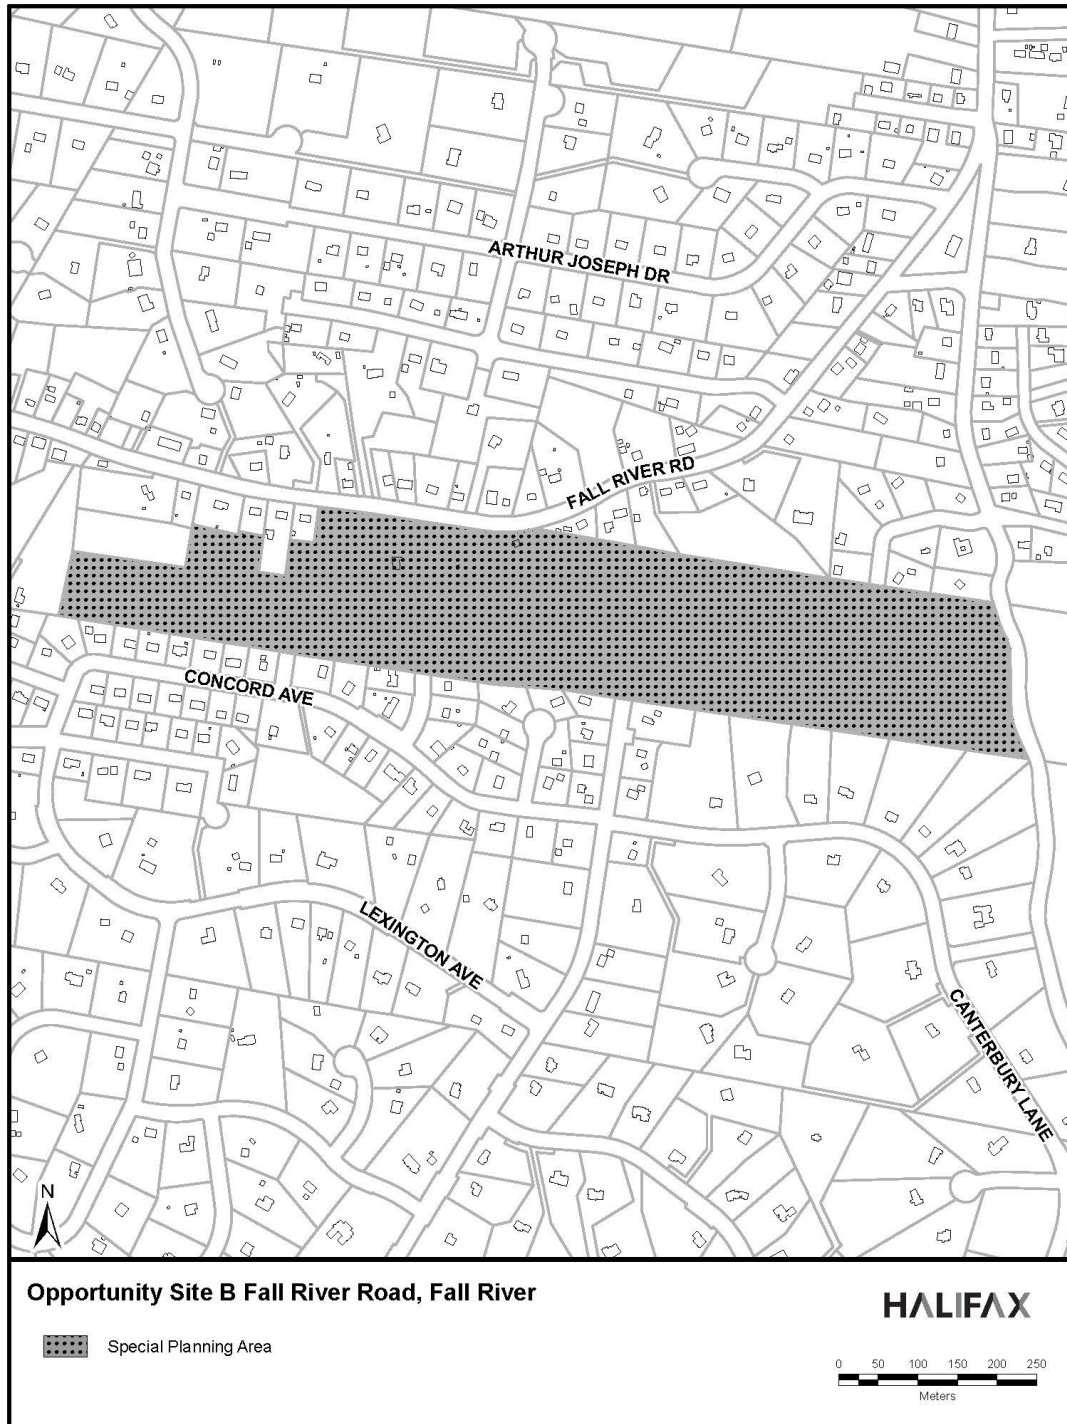 ARTHUR JOSEPH DR
FALL RIVER RD
CONCORD AVE
LEXINGTON AVE
CANTERBURY LANE
N
Opportunity Site B Fall River Road, Fall River
HALIFAX
Special Planning Area
0 50 100 150 200 250
Meters